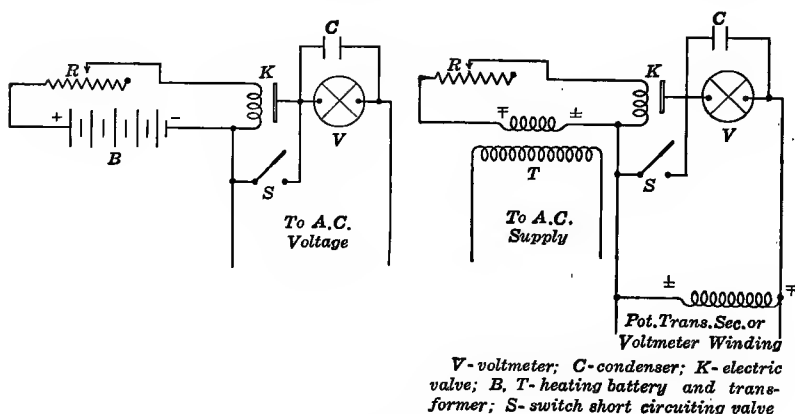 C
R
K
+
-
B
V
S
To A.C.
Voltage
C
R
K
∓ ±
T
V
S
To A.C.
Supply
± ∓
Pot.Trans.Sec.or
Voltmeter Winding
V-voltmeter; C-condenser; K-electric
valve; B, T-heating battery and trans-
former; S-switch short circuiting valve